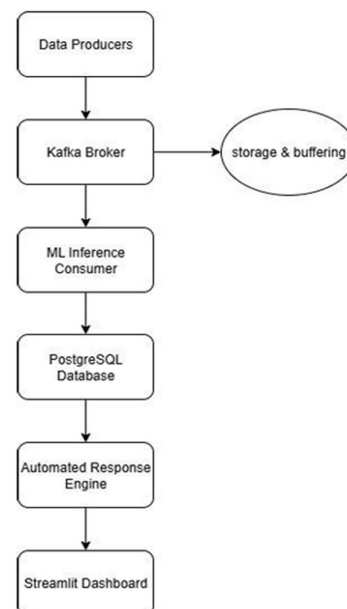 Data Producers
Kafka Broker
storage & buffering
ML Inference
Consumer
PostgreSQL
Database
Automated Response
Engine
Streamlit Dashboard